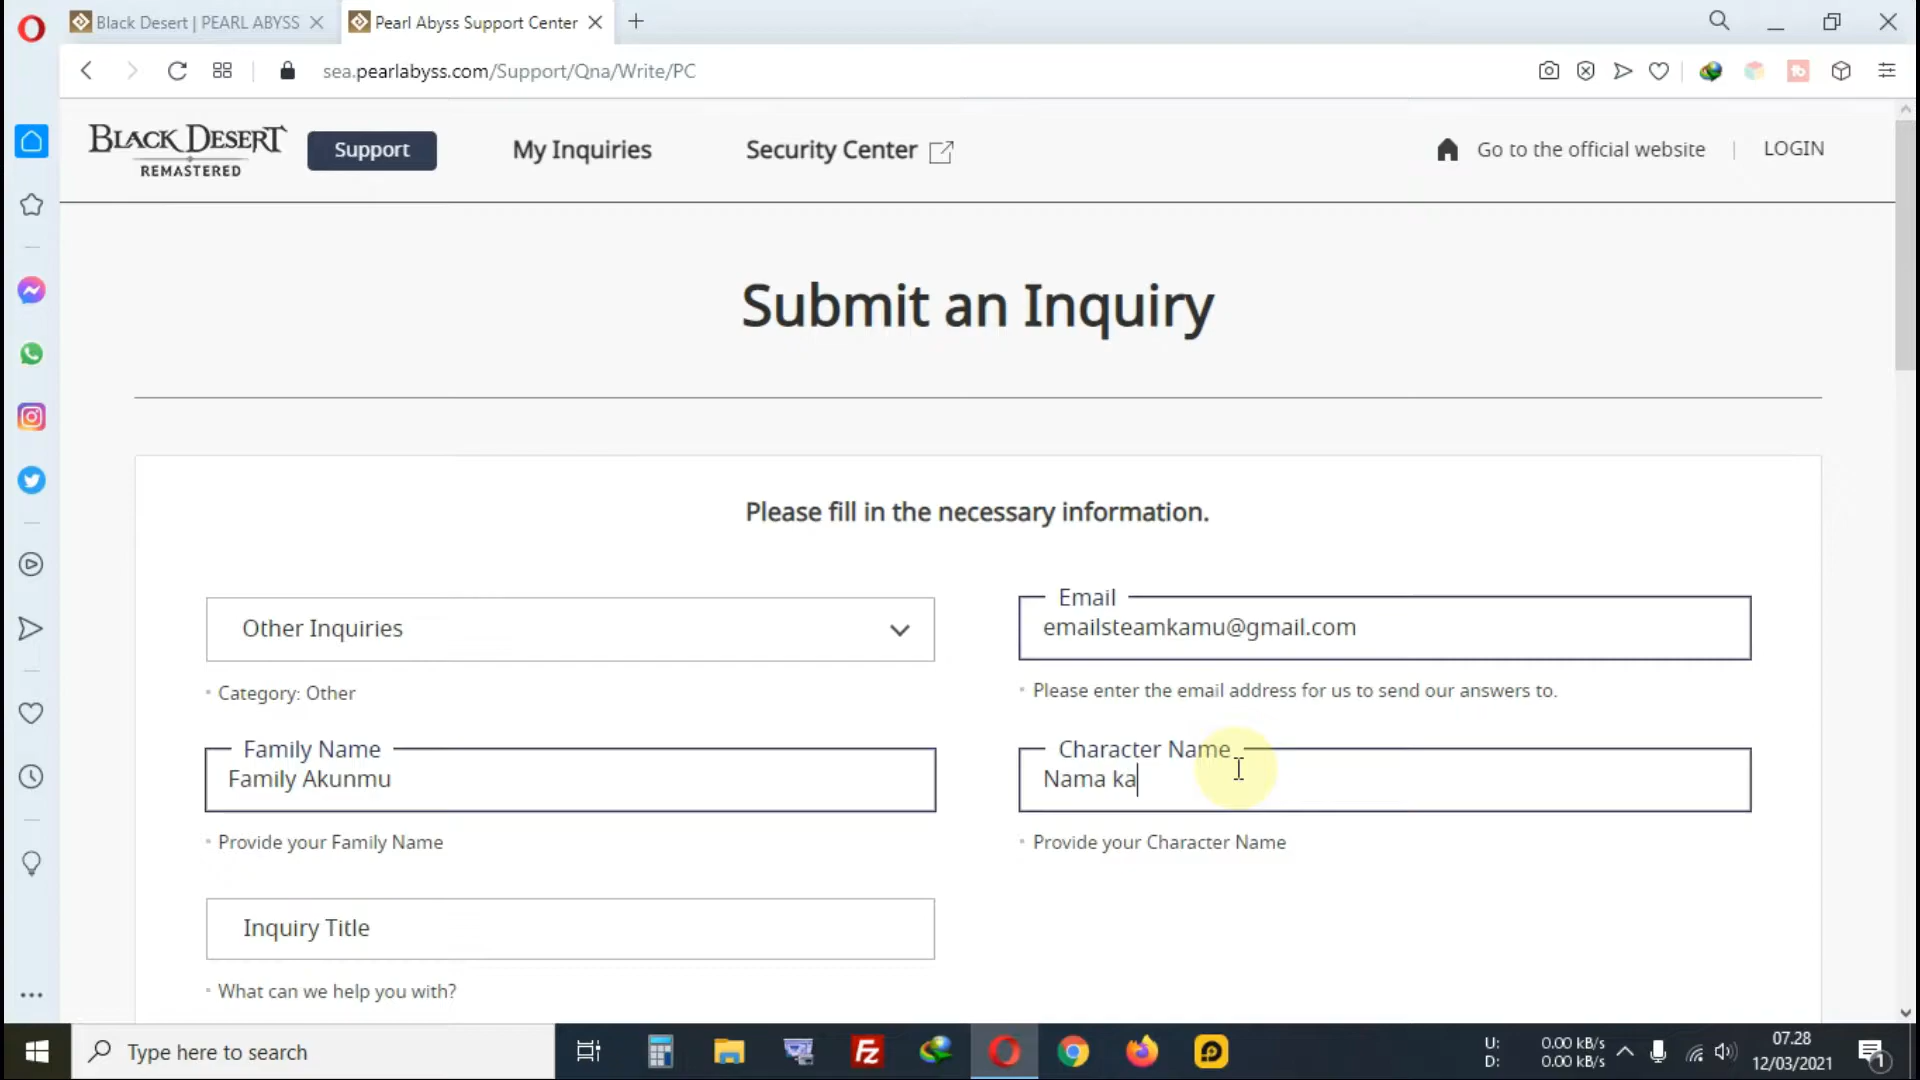 Black Desert | PEARL ABYSS
Pearl Abyss Support Center
sea.pearlabyss.com/Support/Qna/Write/PC
BLACK DESERT
REMASTERED
Support
My Inquiries
Security Center
Go to the official website
LOGIN
Submit an Inquiry
Please fill in the necessary information.
Other Inquiries
Email
emailsteamkamu@gmail.com
Category: Other
Please enter the email address for us to send our answers to.
Family Name
Family Akunmu
Character Name
Nama ka
Provide your Family Name
Provide your Character Name
Inquiry Title
What can we help you with?
Type here to search
U: 0.00 kB/s
D: 0.00 kB/s
07.28
12/03/2021
1